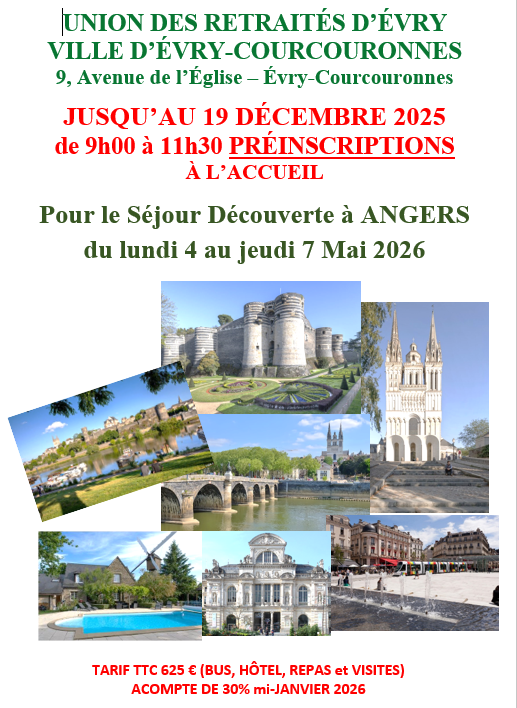 UNION DES RETRAITÉS D’ÉVRY
VILLE D’ÉVRY-COURCOURONNES
9, Avenue de l’Église – Évry-Courcouronnes
JUSQU’AU 19 DÉCEMBRE 2025
de 9h00 à 11h30 PRÉINSCRIPTIONS
À L’ACCUEIL
Pour le Séjour Découverte à ANGERS
du lundi 4 au jeudi 7 Mai 2026
TARIF TTC 625 € (BUS, HÔTEL, REPAS et VISITES)
ACOMPTE DE 30% mi-JANVIER 2026